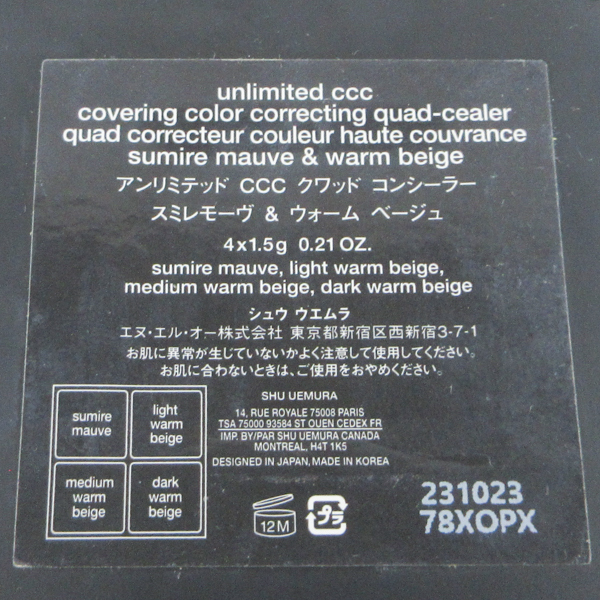 unlimited ccc
covering color correcting quad-cealer
quad correcteur couleur haute couvrance
sumire mauve & warm beige
アンリミテッド CCC クワッド コンシーラー
スミレモーヴ & ウォーム ベージュ
4x1.5g 0.21 OZ.
sumire mauve, light warm beige,
medium warm beige, dark warm beige
シュウ ウエムラ
エヌ・エル・オー株式会社 東京都新宿区西新宿3-7-1
お肌に異常が生じていないかよく注意して使用してください。
お肌に合わないときは、ご使用をおやめください。
sumire
mauve
light
warm
beige
medium
warm
beige
dark
warm
beige
SHU UEMURA
14, RUE ROYALE 75008 PARIS
TSA 75000 93584 ST OUEN CEDEX FR
IMP. BY/PAR SHU UEMURA CANADA
MONTREAL, H4T 1K5
DESIGNED IN JAPAN, MADE IN KOREA
12M
プラ
231023
78XOPX